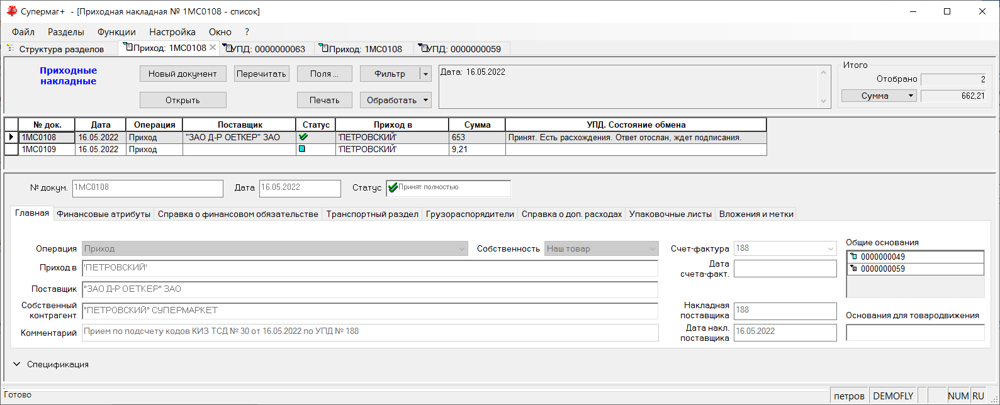 Супермаг+ - [Приходная накладная № 1МС0108 - список]
Файл Разделы Функции Настройка Окно ?
Структура разделов Приход: 1МС0108 УПД: 0000000063 Приход: 1МС0108 УПД: 0000000059
Приходные накладные
Новый документ Перечитать Поля ... Фильтр
Открыть Печать Обработать
Дата: 16.05.2022
Итого
Отобрано 2
Сумма 662,21
№ док. Дата Операция Поставщик Статус Приход в Сумма УПД. Состояние обмена
1МС0108 16.05.2022 Приход "ЗАО Д-Р ОЕТКЕР" ЗАО 'ПЕТРОВСКИЙ' 653 Принят. Есть расхождения. Ответ отослан, ждет подписания.
1МС0109 16.05.2022 Приход 'ПЕТРОВСКИЙ' 9,21
№ докум. 1МС0108 Дата 16.05.2022 Статус Принят полностью
Главная Финансовые атрибуты Справка о финансовом обязательстве Транспортный раздел Грузораспорядители Справка о доп. расходах Упаковочные листы Вложения и метки
Операция Приход Собственность Наш товар
Приход в 'ПЕТРОВСКИЙ'
Поставщик "ЗАО Д-Р ОЕТКЕР" ЗАО
Собственный контрагент "ПЕТРОВСКИЙ" СУПЕРМАРКЕТ
Комментарий Прием по подсчету кодов КИЗ ТСД № 30 от 16.05.2022 по УПД № 188
Счет-фактура 188
Дата счета-факт.
Накладная поставщика 188
Дата накл. поставщика 16.05.2022
Общие основания
0000000049
0000000059
Основания для товародвижения
Спецификация
Готово петров DEMOFLY NUM RU